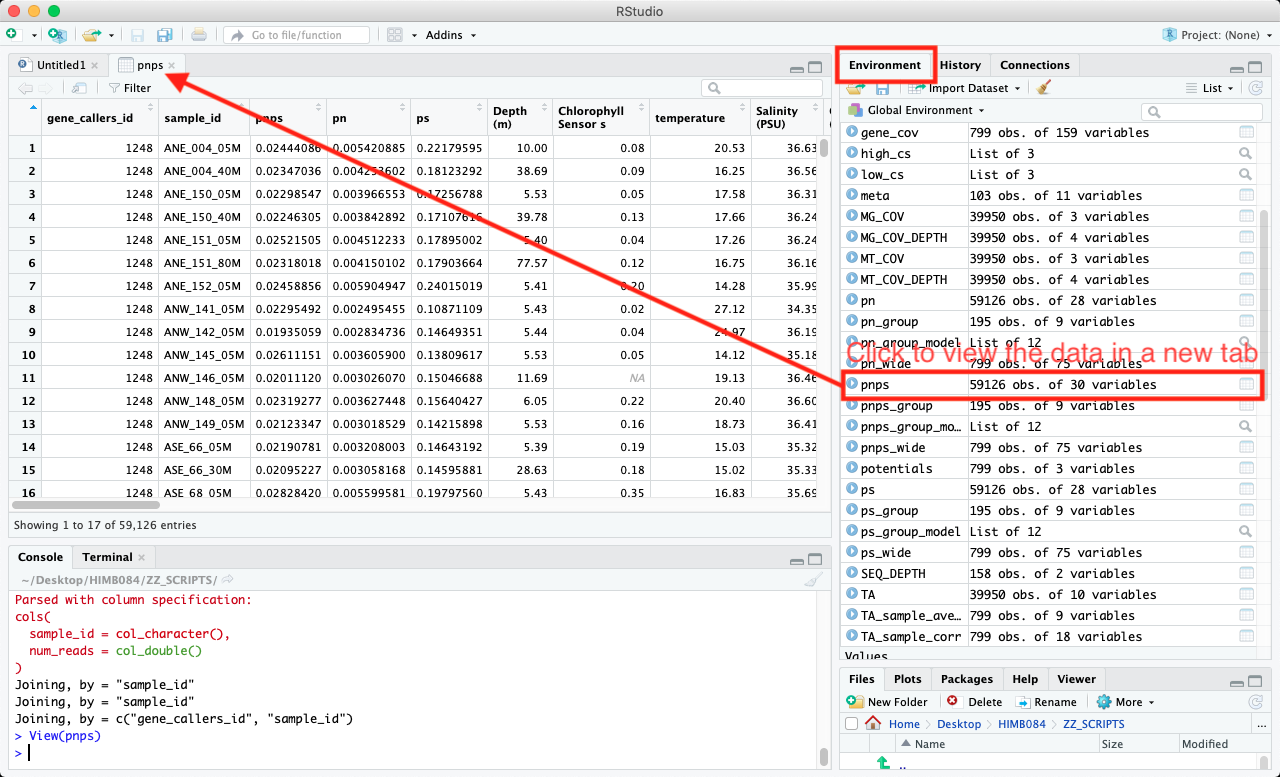 RStudio
Go to file/function
Addins
Project: (None)
Untitled1
pnps
Filter
gene_callers_id sample_id pnps pn ps Depth (m) Chlorophyll Sensor s temperature Salinity (PSU)
1 1248 ANE_004_05M 0.02444086 0.005420885 0.22179595 10.00 0.08 20.53 36.63
2 1248 ANE_004_40M 0.02347036 0.004253602 0.18123292 38.69 0.09 16.25 36.56
3 1248 ANE_150_05M 0.02298547 0.003966553 0.17256788 5.53 0.05 17.58 36.31
4 1248 ANE_150_40M 0.02246305 0.003842892 0.17107616 39.78 0.13 17.66 36.24
5 1248 ANE_151_05M 0.02521505 0.004512233 0.17895002 5.40 0.04 17.26 36.24
6 1248 ANE_151_80M 0.02318018 0.004150102 0.17903664 77.57 0.12 16.75 36.16
7 1248 ANE_152_05M 0.02458856 0.005904947 0.24015019 5.41 0.20 14.28 35.99
8 1248 ANW_141_05M 0.02295492 0.002495455 0.10871109 5.43 0.02 27.12 34.35
9 1248 ANW_142_05M 0.01935059 0.002834736 0.14649351 5.44 0.04 24.97 36.19
10 1248 ANW_145_05M 0.02611151 0.003605900 0.13809617 5.53 0.05 14.12 35.18
11 1248 ANW_146_05M 0.02011120 0.003026070 0.15046688 11.69 NA 19.13 36.46
12 1248 ANW_148_05M 0.02319277 0.003627448 0.15640427 6.05 0.22 20.40 36.60
13 1248 ANW_149_05M 0.02123347 0.003018529 0.14215898 5.53 0.16 18.73 36.41
14 1248 ASE_66_05M 0.02190781 0.003208003 0.14643192 5.39 0.19 15.03 35.32
15 1248 ASE_66_30M 0.02095227 0.003058168 0.14595881 28.63 0.18 15.02 35.33
16 1248 ASE_68_05M 0.02828420 0.005599581 0.19797560 5.43 0.35 16.83 35.69
Showing 1 to 17 of 59,126 entries
Console Terminal
~/Desktop/HIMB084/ZZ_SCRIPTS/
Parsed with column specification:
cols(
sample_id = col_character(),
num_reads = col_double()
)
Joining, by = "sample_id"
Joining, by = "sample_id"
Joining, by = c("gene_callers_id", "sample_id")
> View(pnps)
>
Environment History Connections
Import Dataset
List
Global Environment
gene_cov 799 obs. of 159 variables
high_cs List of 3
low_cs List of 3
meta 103 obs. of 11 variables
MG_COV 39950 obs. of 3 variables
MG_COV_DEPTH 39950 obs. of 4 variables
MT_COV 39950 obs. of 3 variables
MT_COV_DEPTH 39950 obs. of 4 variables
pn 59126 obs. of 28 variables
pn_group 195 obs. of 9 variables
pn_group_model List of 12
Click to view the data in a new tab
pn_wide 799 obs. of 75 variables
pnps 59126 obs. of 30 variables
pnps_group 195 obs. of 9 variables
pnps_group_mo... List of 12
pnps_wide 799 obs. of 75 variables
potentials 799 obs. of 3 variables
ps 59126 obs. of 28 variables
ps_group 195 obs. of 9 variables
ps_group_model List of 12
ps_wide 799 obs. of 75 variables
SEQ_DEPTH 158 obs. of 2 variables
TA 39950 obs. of 10 variables
TA_sample_ave... 799 obs. of 9 variables
TA_sample_corr 799 obs. of 18 variables
Values
Files Plots Packages Help Viewer
New Folder Delete Rename More
Home Desktop HIMB084 ZZ_SCRIPTS ...
Name Size Modified